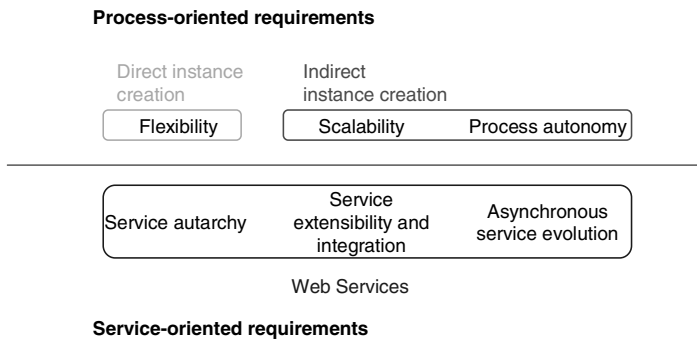 Process-oriented requirements
Direct instance
creation
Indirect
instance creation
Flexibility
Scalability
Process autonomy
Service autarchy
Service
extensibility and
integration
Asynchronous
service evolution
Web Services
Service-oriented requirements